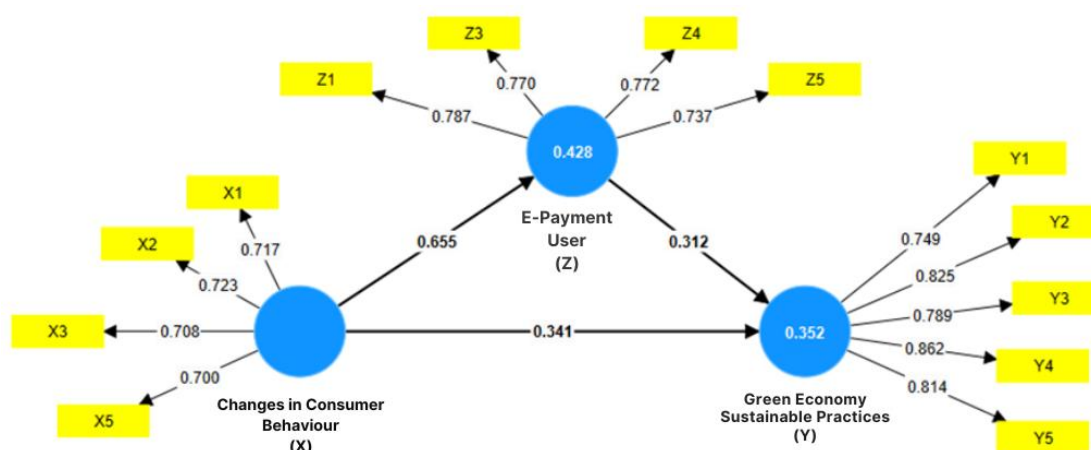 Z3
Z4
Z1
Z5
0.770
0.772
0.787
0.737
0.428
E-Payment
User
(Z)
X1
X2
X3
X5
0.717
0.723
0.708
0.700
0.655
0.312
0.341
Changes in Consumer
Behaviour
(X)
0.352
Green Economy
Sustainable Practices
(Y)
Y1
Y2
Y3
Y4
Y5
0.749
0.825
0.789
0.862
0.814